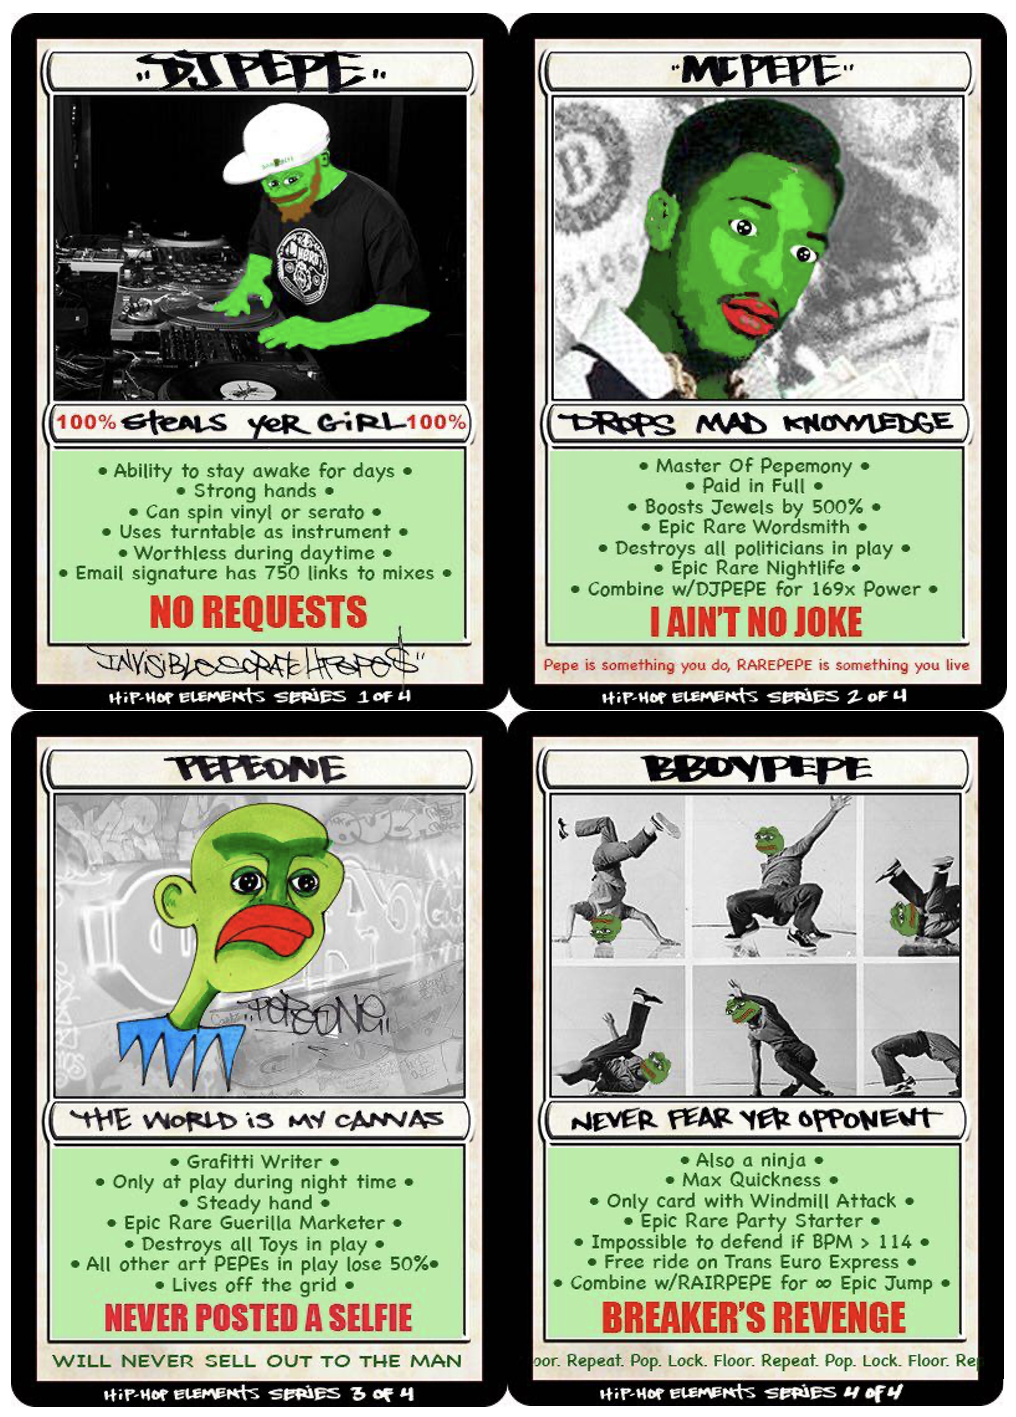 "DJPEPE"
100% STEALS YER GiRL 100%
• Ability to stay awake for days •
• Strong hands •
• Can spin vinyl or serato •
• Uses turntable as instrument •
• Worthless during daytime •
• Email signature has 750 links to mixes •
NO REQUESTS
INVISIBLESCRATCHPEPE$"
HiP-HOP ELEMENTS SERIES 1 OF 4
"MCPEPE"
DROPS MAD KNOWLEDGE
• Master Of Pepemony •
• Paid in Full •
• Boosts Jewels by 500% •
• Epic Rare Wordsmith •
• Destroys all politicians in play •
• Epic Rare Nightlife •
• Combine w/DJPEPE for 169x Power •
I AIN'T NO JOKE
Pepe is something you do, RAREPEPE is something you live
HiP-HOP ELEMENTS SERIES 2 OF 4
PEPEONE
"PEPEONE"
THE WORLD iS MY CANVAS
• Grafitti Writer •
• Only at play during night time •
• Steady hand •
• Epic Rare Guerilla Marketer •
• Destroys all Toys in play •
• All other art PEPEs in play lose 50%•
• Lives off the grid •
NEVER POSTED A SELFIE
WILL NEVER SELL OUT TO THE MAN
HiP-HOP ELEMENTS SERIES 3 OF 4
BBOYPEPE
NEVER FEAR YER OPPONENT
• Also a ninja •
• Max Quickness •
• Only card with Windmill Attack •
• Epic Rare Party Starter •
• Impossible to defend if BPM > 114 •
• Free ride on Trans Euro Express •
• Combine w/RAIRPEPE for ∞ Epic Jump •
BREAKER'S REVENGE
oor. Repeat. Pop. Lock. Floor. Repeat. Pop. Lock. Floor. Rep
HiP-HOP ELEMENTS SERIES 4 OF 4